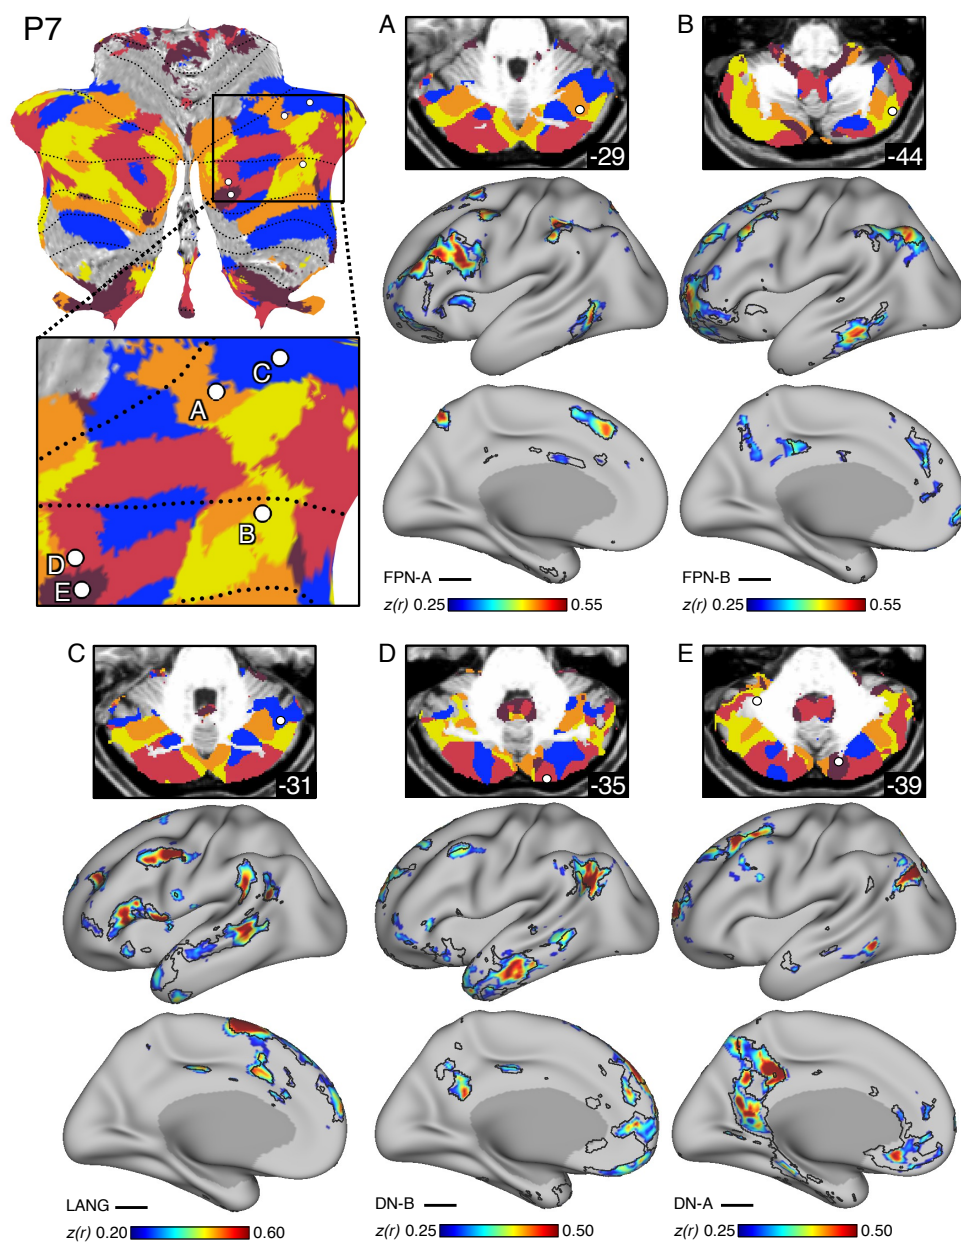 P7
A
B
-29
-44
C
A
B
D
E
FPN-A
z(r) 0.25 0.55
FPN-B
z(r) 0.25 0.55
C
D
E
-31
-35
-39
LANG
z(r) 0.20 0.60
DN-B
z(r) 0.25 0.50
DN-A
z(r) 0.25 0.50